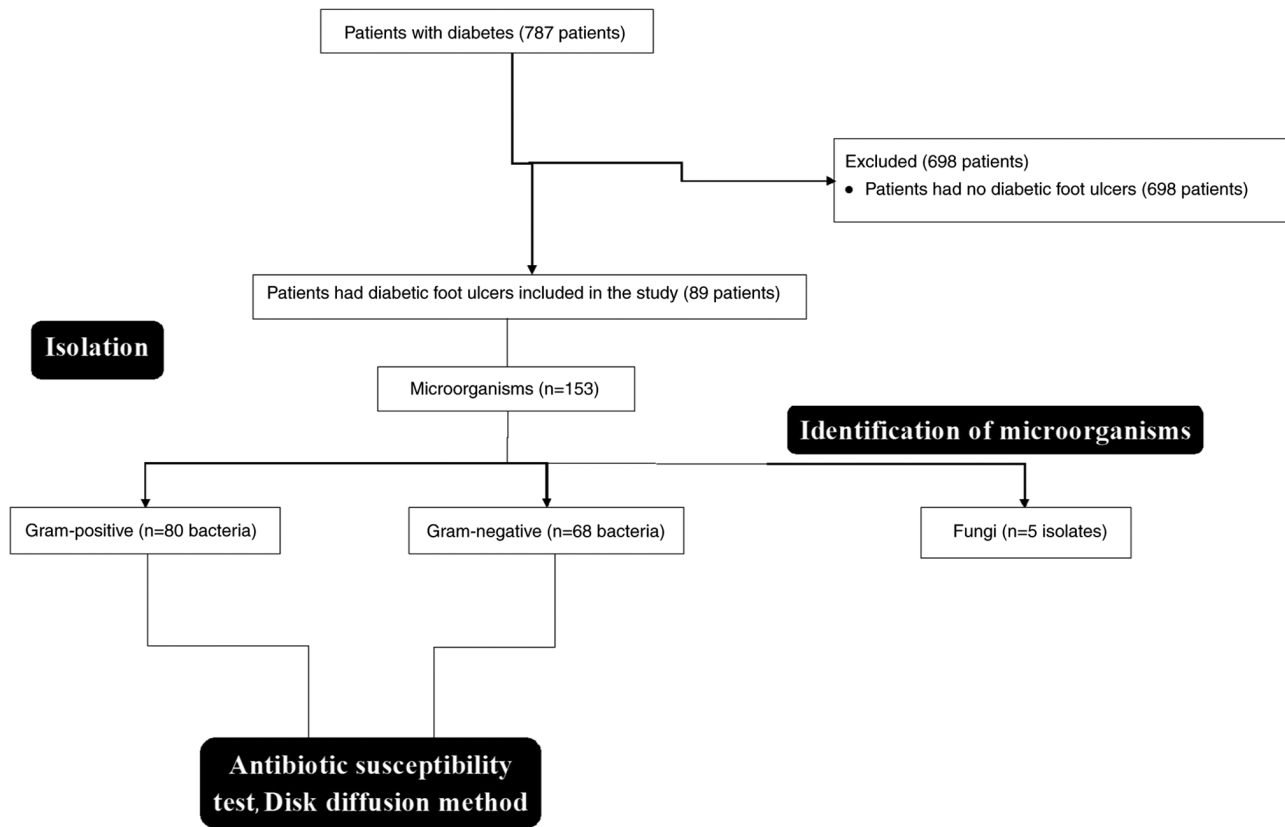 Patients with diabetes (787 patients)
Excluded (698 patients)
• Patients had no diabetic foot ulcers (698 patients)
Patients had diabetic foot ulcers included in the study (89 patients)
Isolation
Microorganisms (n=153)
Identification of microorganisms
Gram-positive (n=80 bacteria)
Gram-negative (n=68 bacteria)
Fungi (n=5 isolates)
Antibiotic susceptibility
test, Disk diffusion method